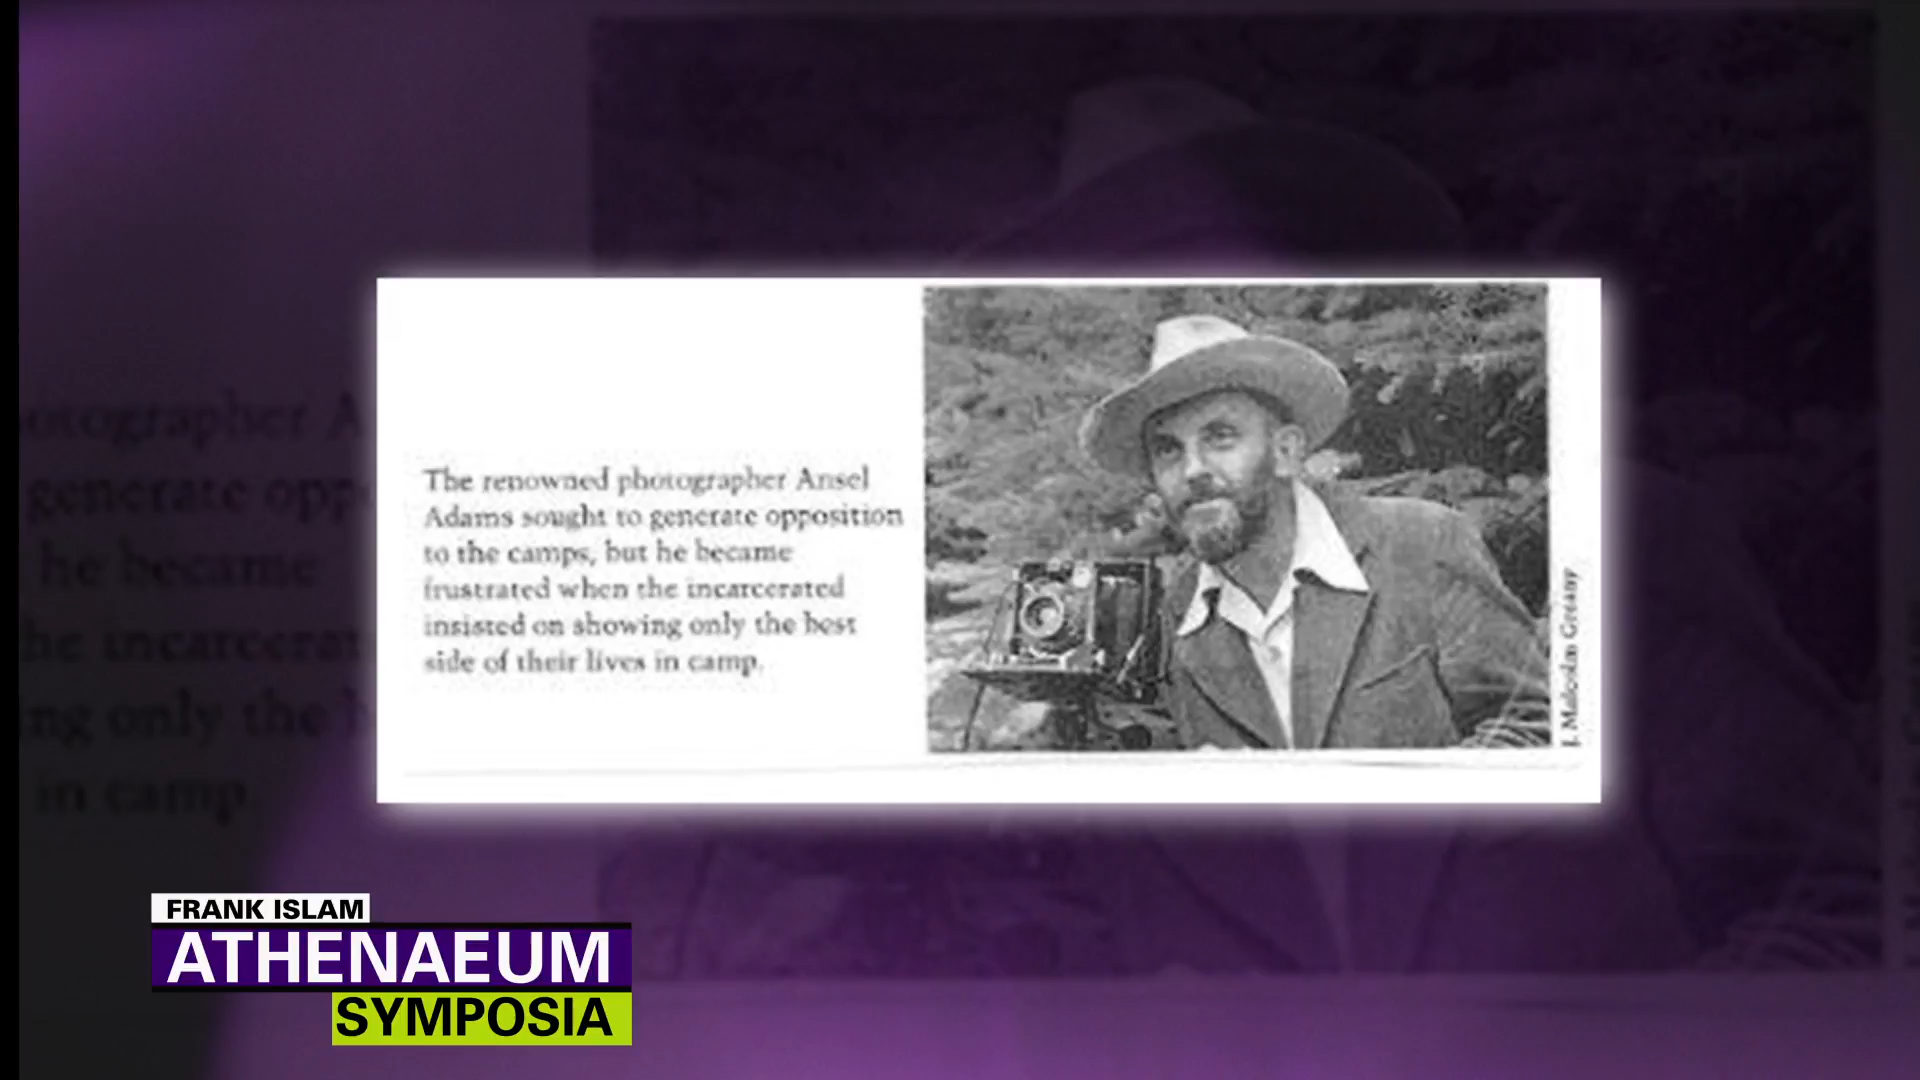 The renowned photographer Ansel
Adams sought to generate opposition
to the camps, but he became
frustrated when the incarcerated
insisted on showing only the best
side of their lives in camp.
J. Malcolm Greany
FRANK ISLAM
ATHENAEUM
SYMPOSIA